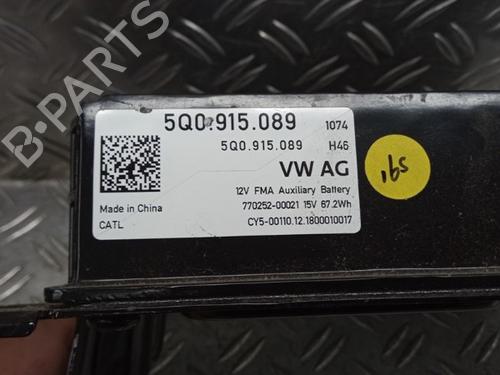 B-PARTS
5Q0.915.089 1074
5Q0.915.089 H46
VW AG
12V FMA Auxiliary Battery
Made in China 770252-00021 15V 67.2Wh
CATL CY5-00110.12.1800010017
B-PARTS